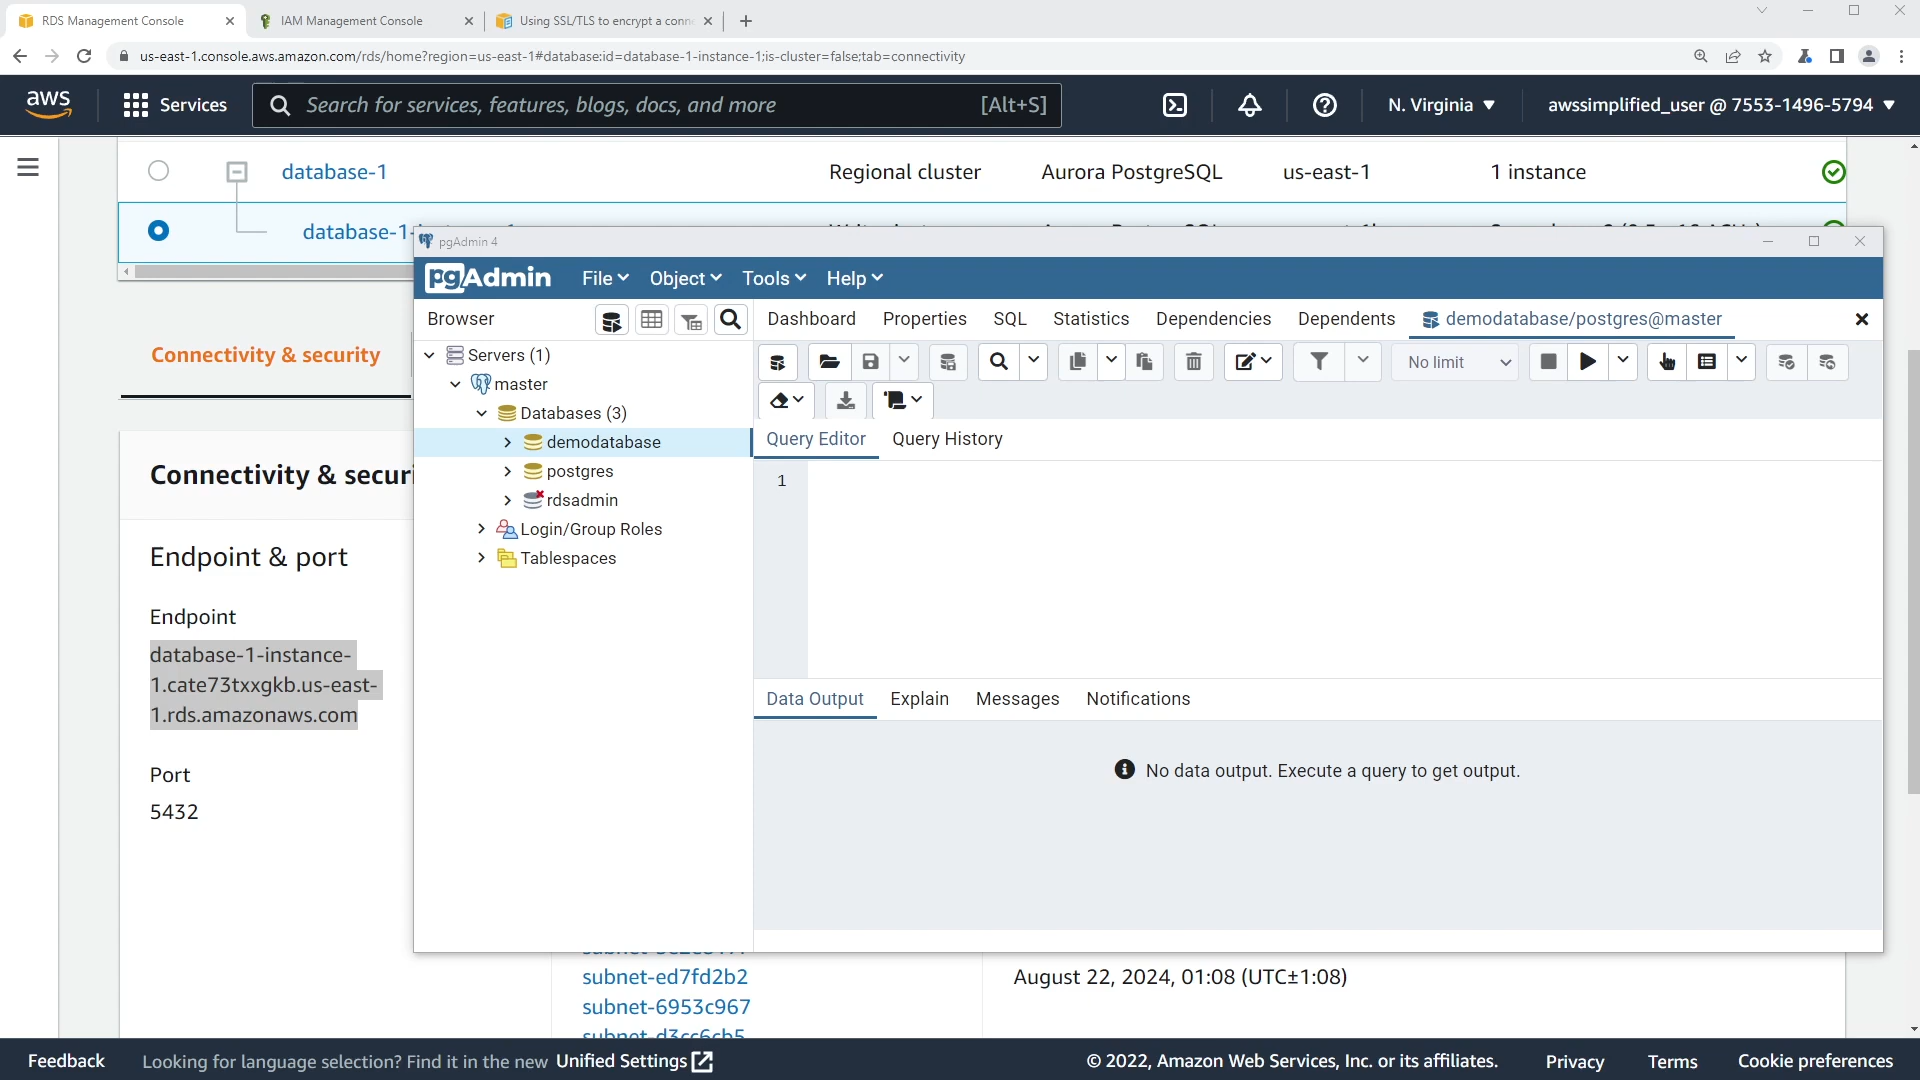 RDS Management Console
IAM Management Console
Using SSL/TLS to encrypt a conne
us-east-1.console.aws.amazon.com/rds/home?region=us-east-1#database:id=database-1-instance-1;is-cluster=false;tab=connectivity
aws
Services
Search for services, features, blogs, docs, and more
[Alt+S]
N. Virginia
awssimplified_user @ 7553-1496-5794
database-1 Regional cluster Aurora PostgreSQL us-east-1 1 instance
database-1-
pgAdmin 4
pgAdmin File Object Tools Help
Browser
Dashboard Properties SQL Statistics Dependencies Dependents demodatabase/postgres@master
No limit
Servers (1)
master
Databases (3)
demodatabase
postgres
rdsadmin
Login/Group Roles
Tablespaces
Query Editor Query History
1
Data Output Explain Messages Notifications
No data output. Execute a query to get output.
Connectivity & security
Connectivity & securi
Endpoint & port
Endpoint
database-1-instance-
1.cate73txxgkb.us-east-
1.rds.amazonaws.com
Port
5432
subnet-ed7fd2b2
subnet-6953c967
subnet-d3cc6cb5
August 22, 2024, 01:08 (UTC±1:08)
Feedback Looking for language selection? Find it in the new Unified Settings
© 2022, Amazon Web Services, Inc. or its affiliates. Privacy Terms Cookie preferences